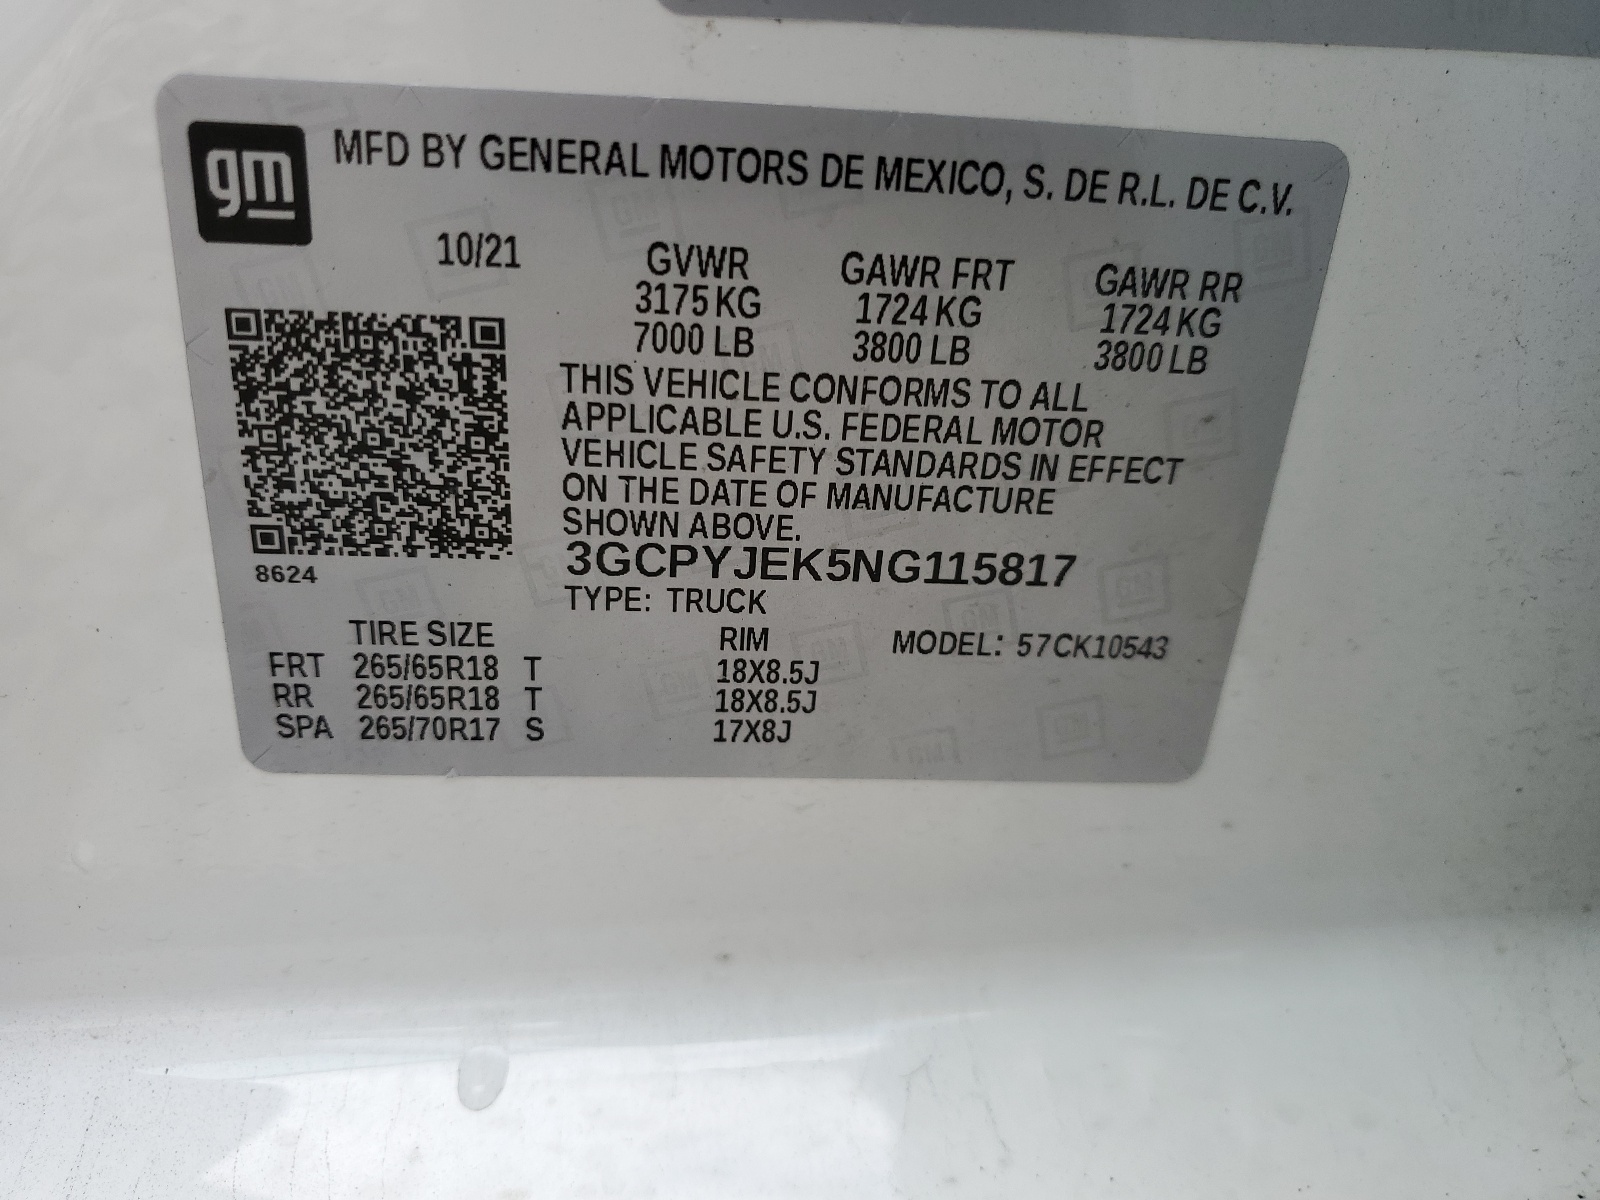 gm MFD BY GENERAL MOTORS DE MEXICO, S. DE R.L. DE C.V.
10/21 GVWR GAWR FRT GAWR RR
3175 KG 1724 KG 1724 KG
7000 LB 3800 LB 3800 LB
THIS VEHICLE CONFORMS TO ALL
APPLICABLE U.S. FEDERAL MOTOR
VEHICLE SAFETY STANDARDS IN EFFECT
ON THE DATE OF MANUFACTURE
SHOWN ABOVE.
3GCPYJEK5NG115817
8624
TYPE: TRUCK
TIRE SIZE RIM MODEL: 57CK10543
FRT 265/65R18 T 18X8.5J
RR 265/65R18 T 18X8.5J
SPA 265/70R17 S 17X8J